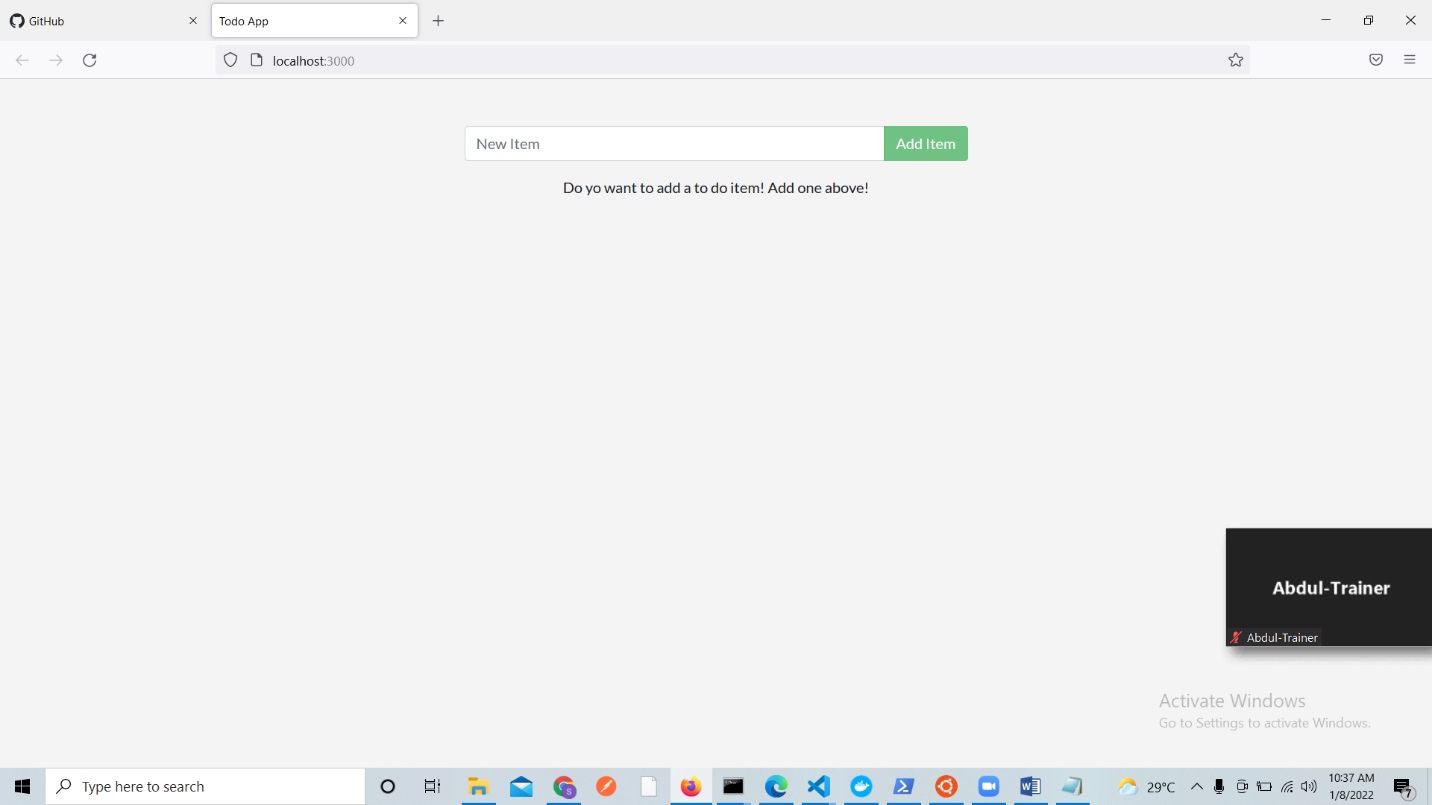 GitHub
Todo App
localhost:3000
New Item
Add Item
Do yo want to add a to do item! Add one above!
Abdul-Trainer
Abdul-Trainer
Activate Windows
Go to Settings to activate Windows.
Type here to search
S
29°C
10:37 AM
1/8/2022
7